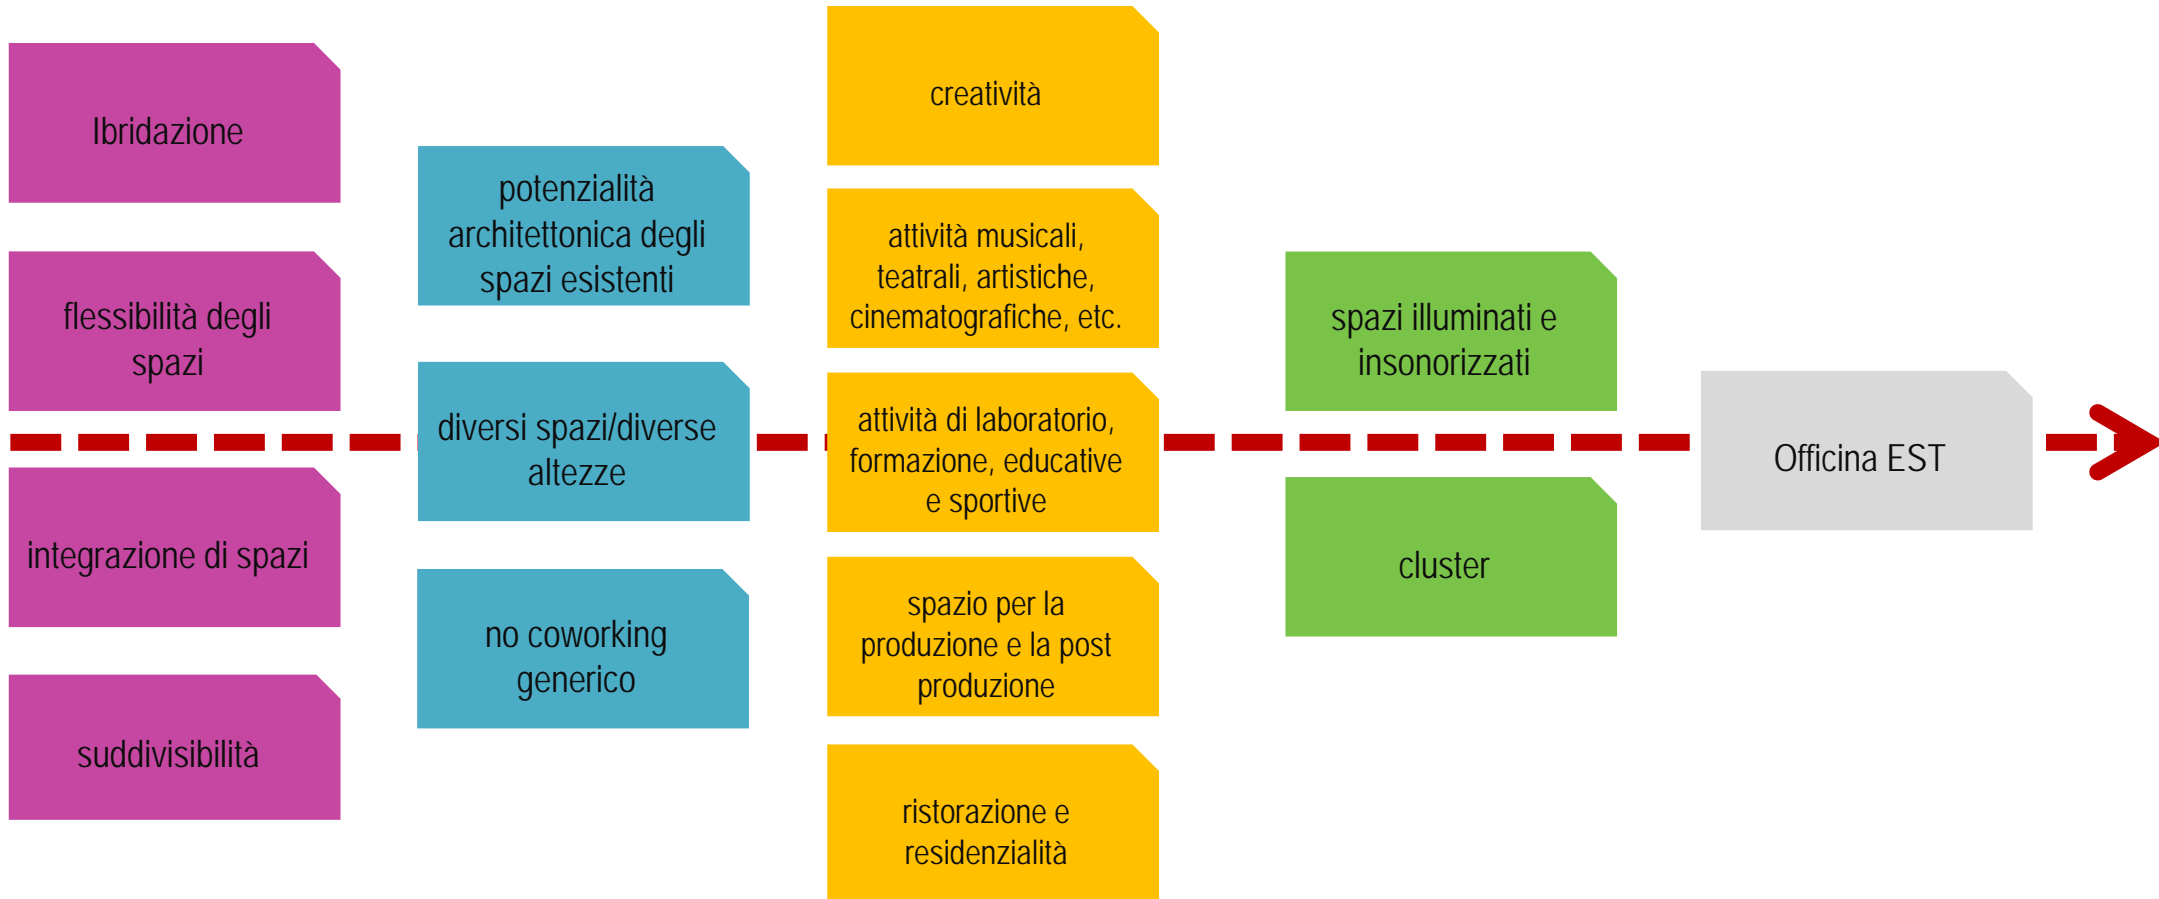 Ibridazione
flessibilità degli
spazi
integrazione di spazi
suddivisibilità
potenzialità
architettonica degli
spazi esistenti
diversi spazi/diverse
altezze
no coworking
generico
creatività
attività musicali,
teatrali, artistiche,
cinematografiche, etc.
attività di laboratorio,
formazione, educative
e sportive
spazio per la
produzione e la post
produzione
ristorazione e
residenzialità
spazi illuminati e
insonorizzati
cluster
Officina EST